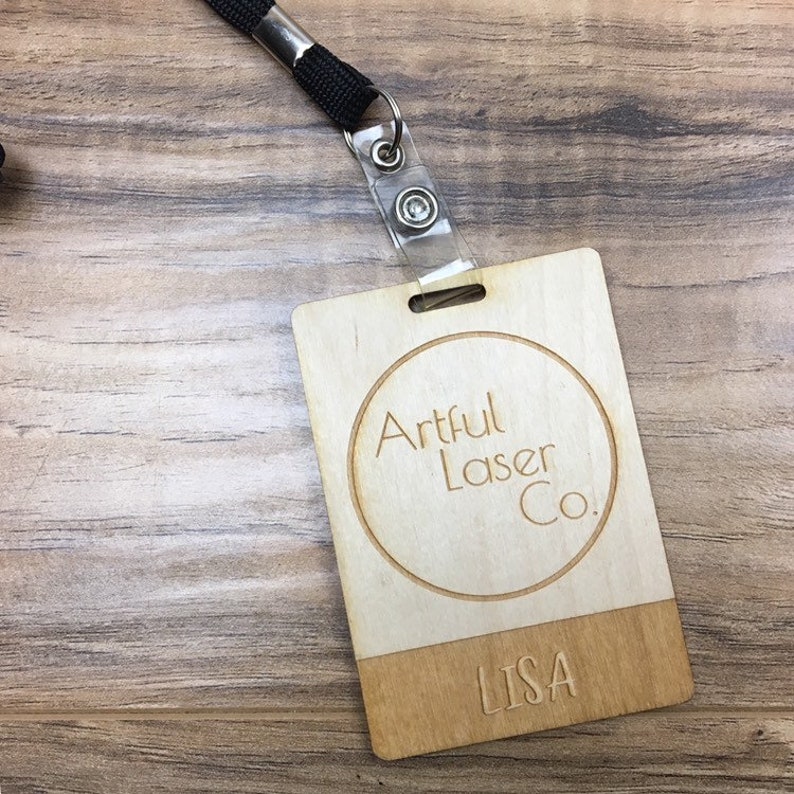 Artful
Laser
Co.
LISA